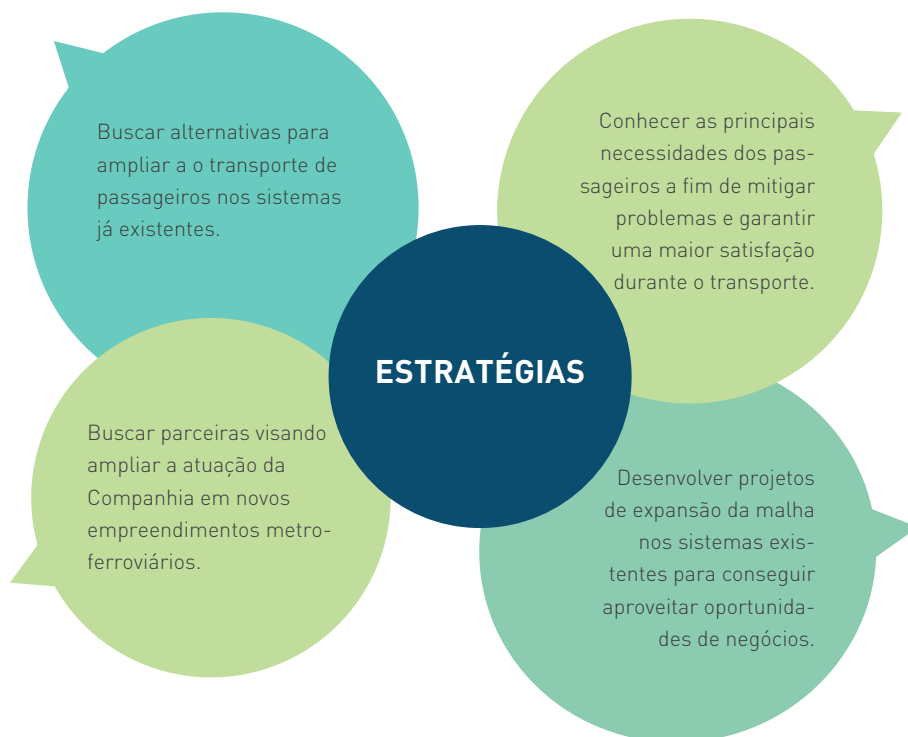 Buscar alternativas para
ampliar a o transporte de
passageiros nos sistemas
já existentes.
Conhecer as principais
necessidades dos pas-
sageiros a fim de mitigar
problemas e garantir
uma maior satisfação
durante o transporte.
ESTRATÉGIAS
Buscar parceiras visando
ampliar a atuação da
Companhia em novos
empreendimentos metro-
ferroviários.
Desenvolver projetos
de expansão da malha
nos sistemas exis-
tentes para conseguir
aproveitar oportunida-
des de negócios.